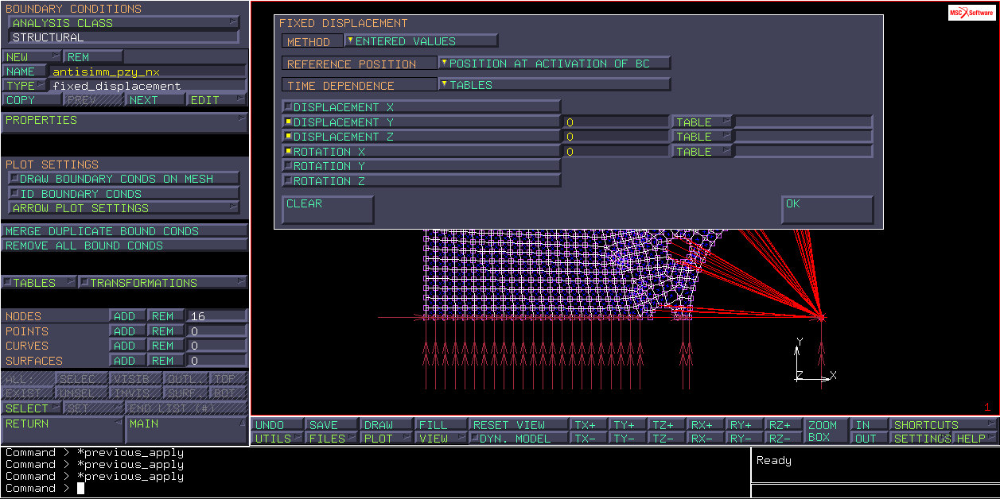 BOUNDARY CONDITIONS
ANALYSIS CLASS
STRUCTURAL
NEW REM
NAME antisimm_pzy_nx
TYPE fixed_displacement
COPY PREV NEXT EDIT
PROPERTIES
PLOT SETTINGS
DRAW BOUNDARY CONDS ON MESH
ID BOUNDARY CONDS
ARROW PLOT SETTINGS
MERGE DUPLICATE BOUND CONDS
REMOVE ALL BOUND CONDS
TABLES TRANSFORMATIONS
NODES ADD REM 16
POINTS ADD REM 0
CURVES ADD REM 0
SURFACES ADD REM 0
ALL: SELEC. VISIB. OUTL. TOP
EXIST. UNSEL. INVIS. SURF. BOT
SELECT SET END LIST (#)
RETURN MAIN
FIXED DISPLACEMENT
METHOD ENTERED VALUES
REFERENCE POSITION POSITION AT ACTIVATION OF BC
TIME DEPENDENCE TABLES
DISPLACEMENT X
DISPLACEMENT Y 0 TABLE
DISPLACEMENT Z 0 TABLE
ROTATION X 0 TABLE
ROTATION Y
ROTATION Z
CLEAR OK
MSC Software
Y
Z X
1
UNDO SAVE DRAW FILL RESET VIEW TX+ TY+ TZ+ RX+ RY+ RZ+ ZOOM IN SHORTCUTS
UTILS FILES PLOT VIEW DYN. MODEL TX- TY- TZ- RX- RY- RZ- BOX OUT SETTINGS HELP
Command > *previous_apply
Command > *previous_apply
Command > *previous_apply
Command >
Ready